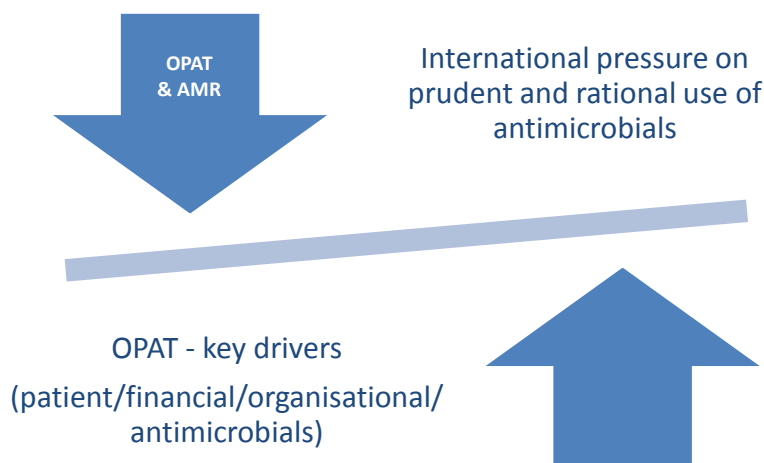 OPAT
& AMR
International pressure on
prudent and rational use of
antimicrobials
OPAT - key drivers
(patient/financial/organisational/
antimicrobials)